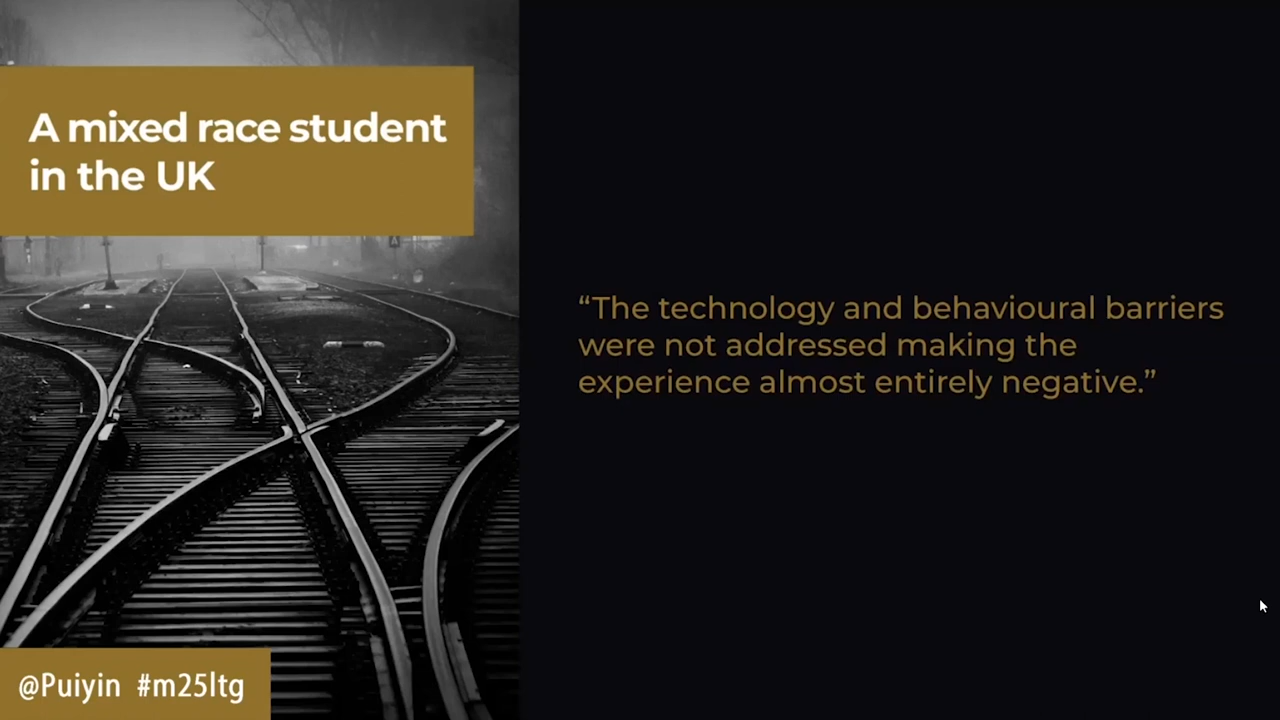 A mixed race student
in the UK
“The technology and behavioural barriers
were not addressed making the
experience almost entirely negative.”
@Puiyin #m25ltg